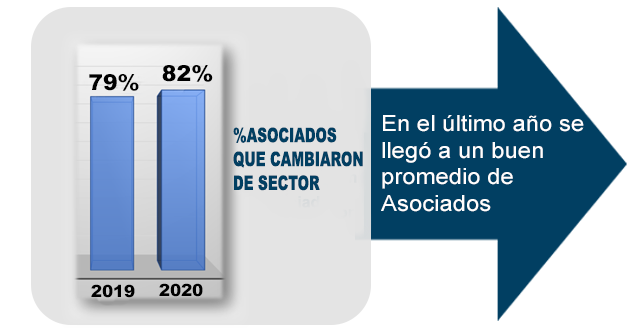 79%
82%
2019
2020
%ASOCIADOS
QUE CAMBIARON
DE SECTOR
En el último año se
llegó a un buen
promedio de
Asociados